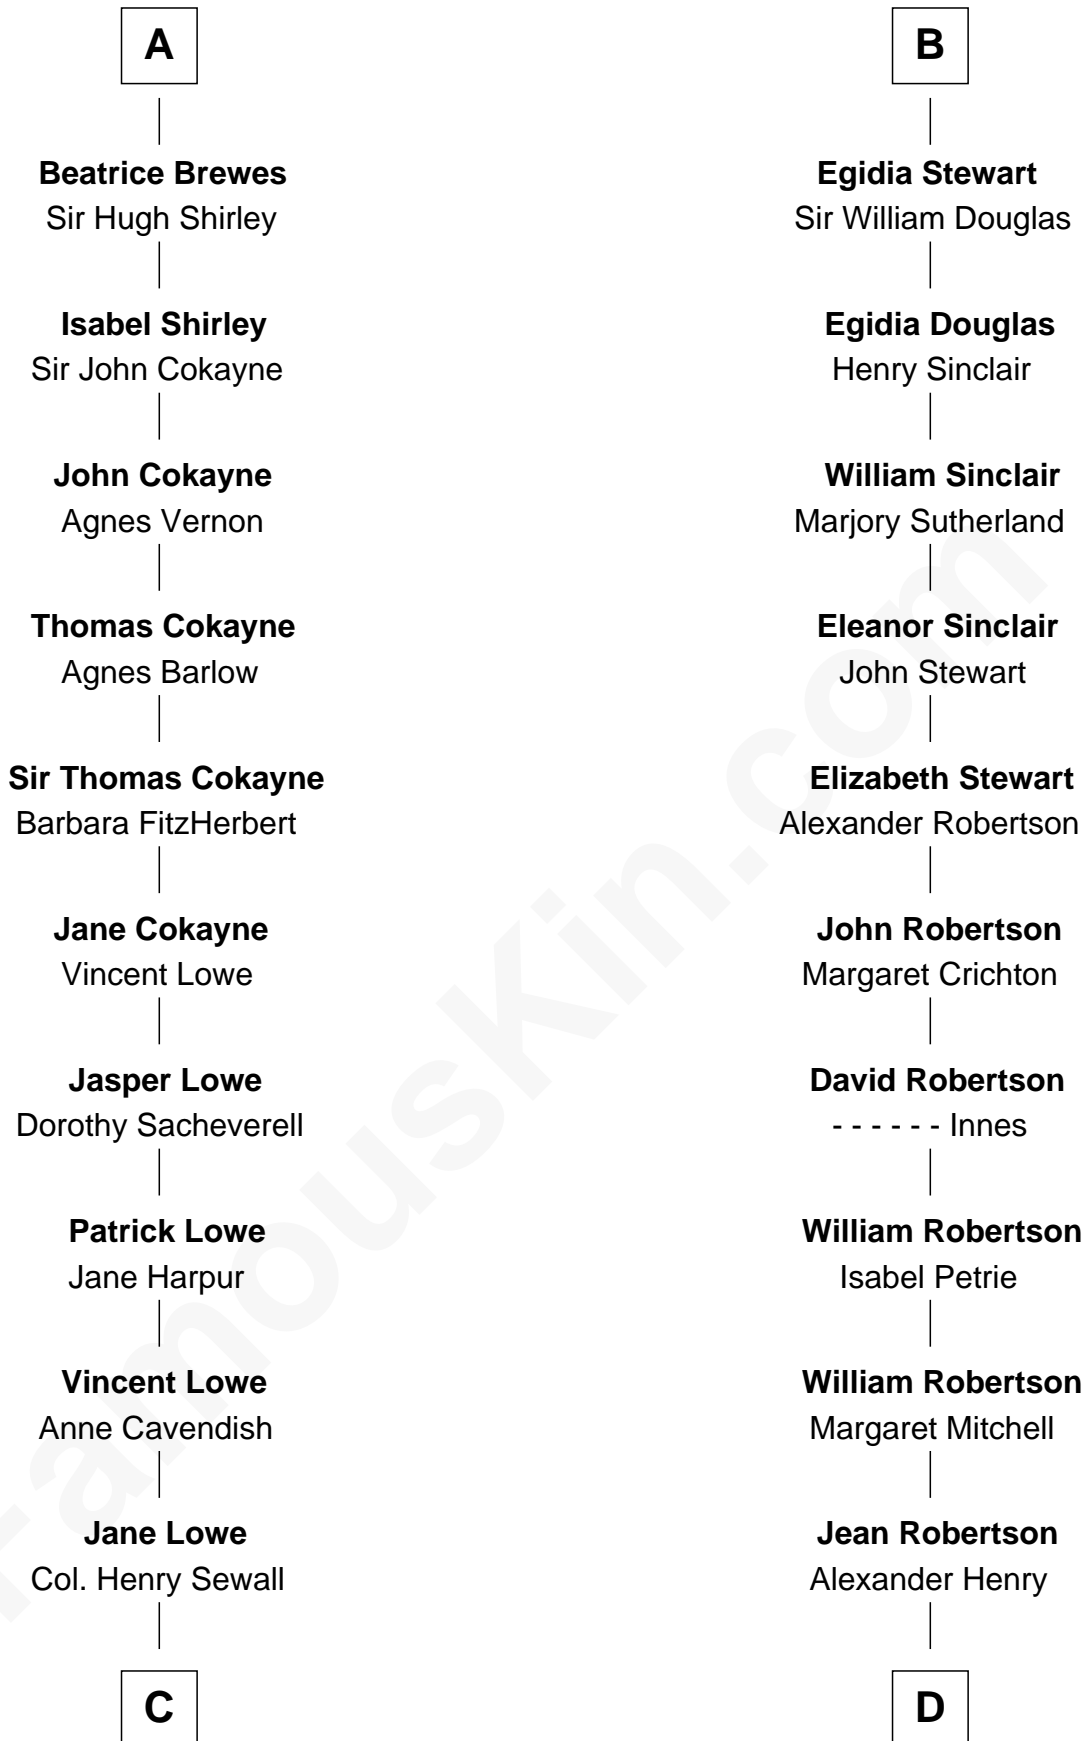 A
Beatrice Brewes
Sir Hugh Shirley
Isabel Shirley
Sir John Cokayne
John Cokayne
Agnes Vernon
Thomas Cokayne
Agnes Barlow
Sir Thomas Cokayne
Barbara FitzHerbert
Jane Cokayne
Vincent Lowe
Jasper Lowe
Dorothy Sacheverell
Patrick Lowe
Jane Harpur
Vincent Lowe
Anne Cavendish
Jane Lowe
Col. Henry Sewall
C
B
Egidia Stewart
Sir William Douglas
Egidia Douglas
Henry Sinclair
William Sinclair
Marjory Sutherland
Eleanor Sinclair
John Stewart
Elizabeth Stewart
Alexander Robertson
John Robertson
Margaret Crichton
David Robertson
- - - - - - Innes
William Robertson
Isabel Petrie
William Robertson
Margaret Mitchell
Jean Robertson
Alexander Henry
D
FamousKin.com